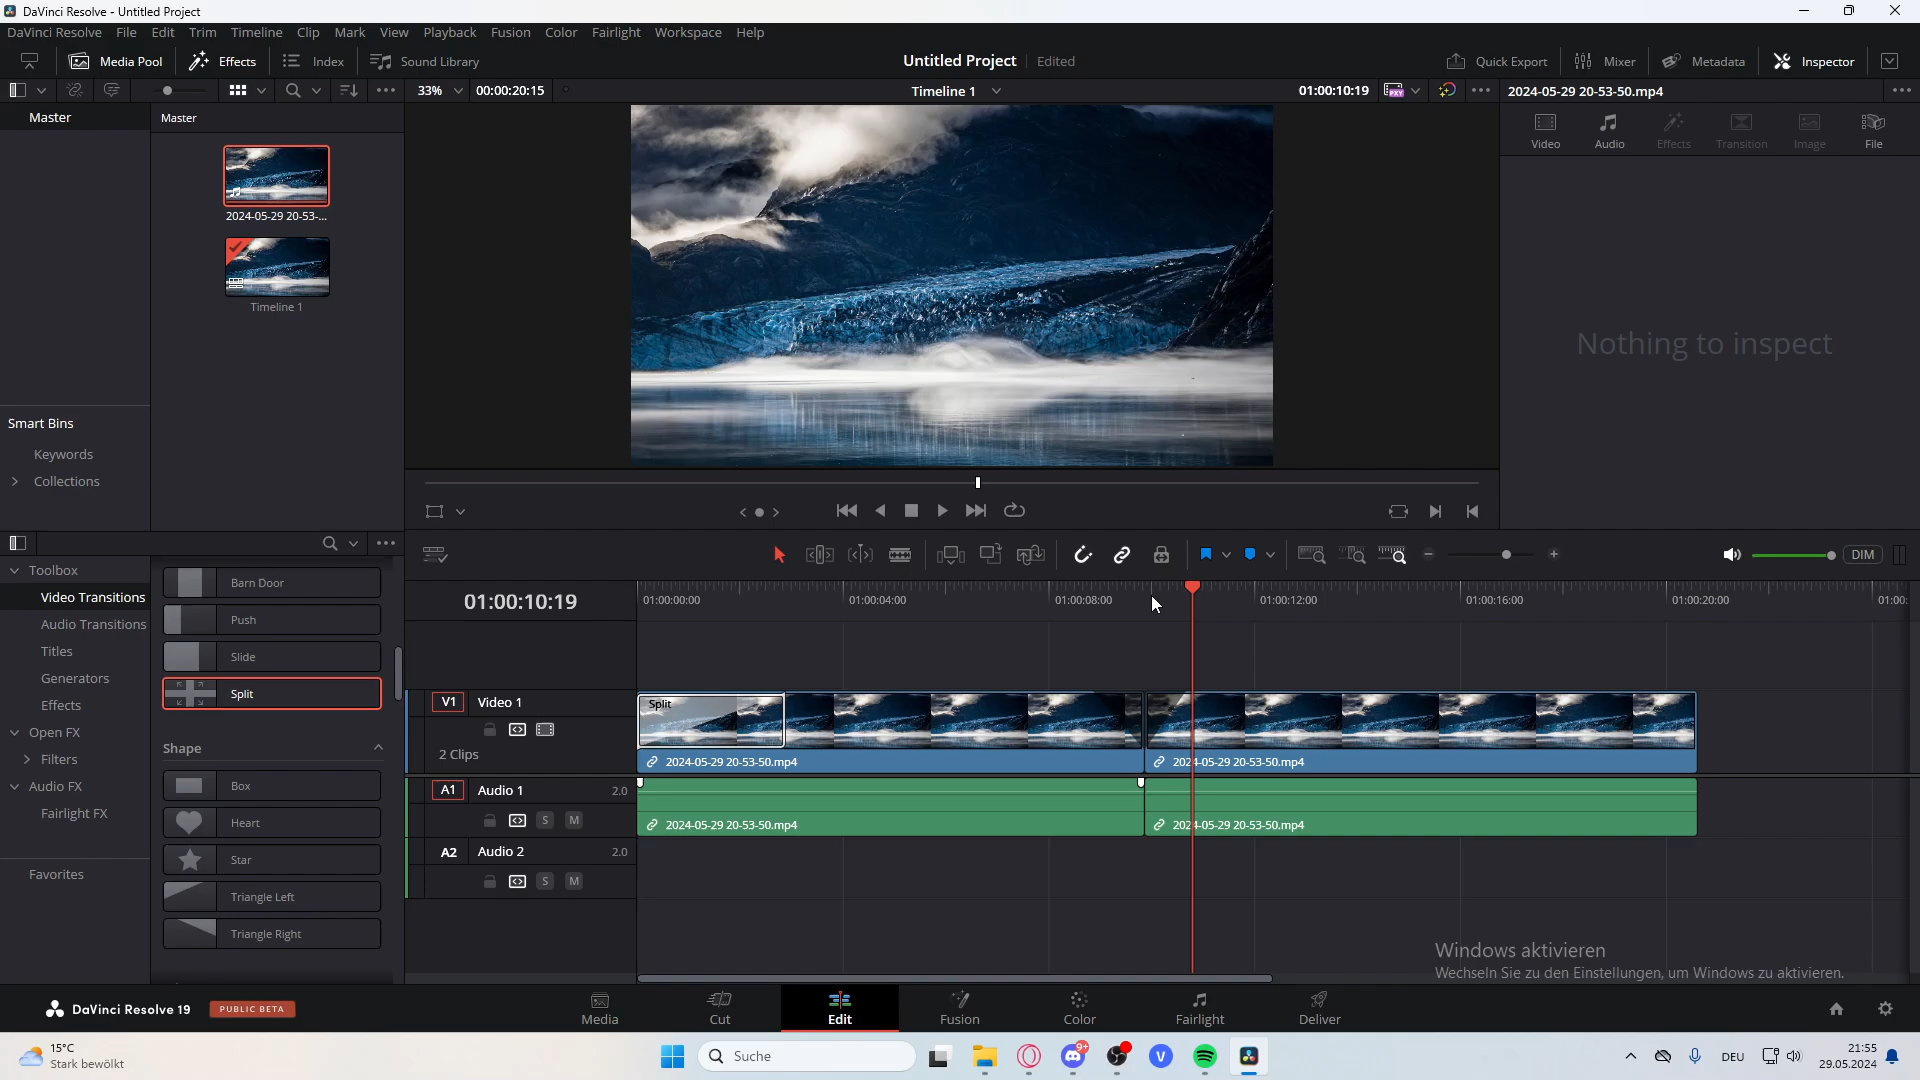 DaVinci Resolve - Untitled Project
DaVinci Resolve File Edit Trim Timeline Clip Mark View Playback Fusion Color Fairlight Workspace Help
Media Pool Effects Index Sound Library Untitled Project Edited Quick Export Mixer Metadata Inspector
33% 00:00:20:15 Timeline 1 01:00:10:19 2024-05-29 20-53-50.mp4
Master Master
Video Audio Effects Transition Image File
2024-05-29 20-53-...
Timeline 1
Nothing to inspect
Smart Bins
Keywords
Collections
Toolbox
Video Transitions
Audio Transitions
Titles
Generators
Effects
Open FX
Filters
Audio FX
Fairlight FX
Favorites
Barn Door
Push
Slide
Split
Shape
Box
Heart
Star
Triangle Left
Triangle Right
DIM
01:00:10:19 01:00:00:00 01:00:04:00 01:00:08:00 01:00:12:00 01:00:16:00 01:00:20:00 01:00:
V1 Video 1
2 Clips
Split
2024-05-29 20-53-50.mp4 2024-05-29 20-53-50.mp4
A1 Audio 1 2.0
S M
2024-05-29 20-53-50.mp4 2024-05-29 20-53-50.mp4
A2 Audio 2 2.0
S M
Windows aktivieren
Wechseln Sie zu den Einstellungen, um Windows zu aktivieren.
DaVinci Resolve 19 PUBLIC BETA
Media Cut Edit Fusion Color Fairlight Deliver
15°C
Stark bewölkt
Suche
9+
V
DEU
21:55
29.05.2024